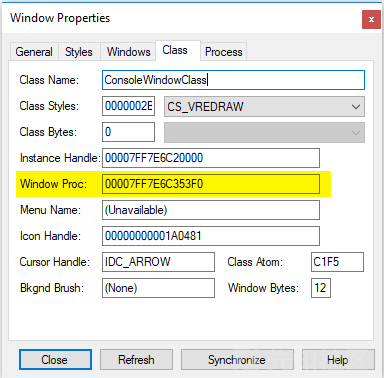 Window Properties
x
General Styles Windows Class Process
Class Name: ConsoleWindowClass
Class Styles: 0000002B CS_VREDRAW
Class Bytes: 0
Instance Handle: 00007FF7E6C20000
Window Proc: 00007FF7E6C353F0
Menu Name: (Unavailable)
Icon Handle: 00000000001A0481
Cursor Handle: IDC_ARROW Class Atom: C1F5
Bkgnd Brush: (None) Window Bytes: 12
Close Refresh Synchronize Help